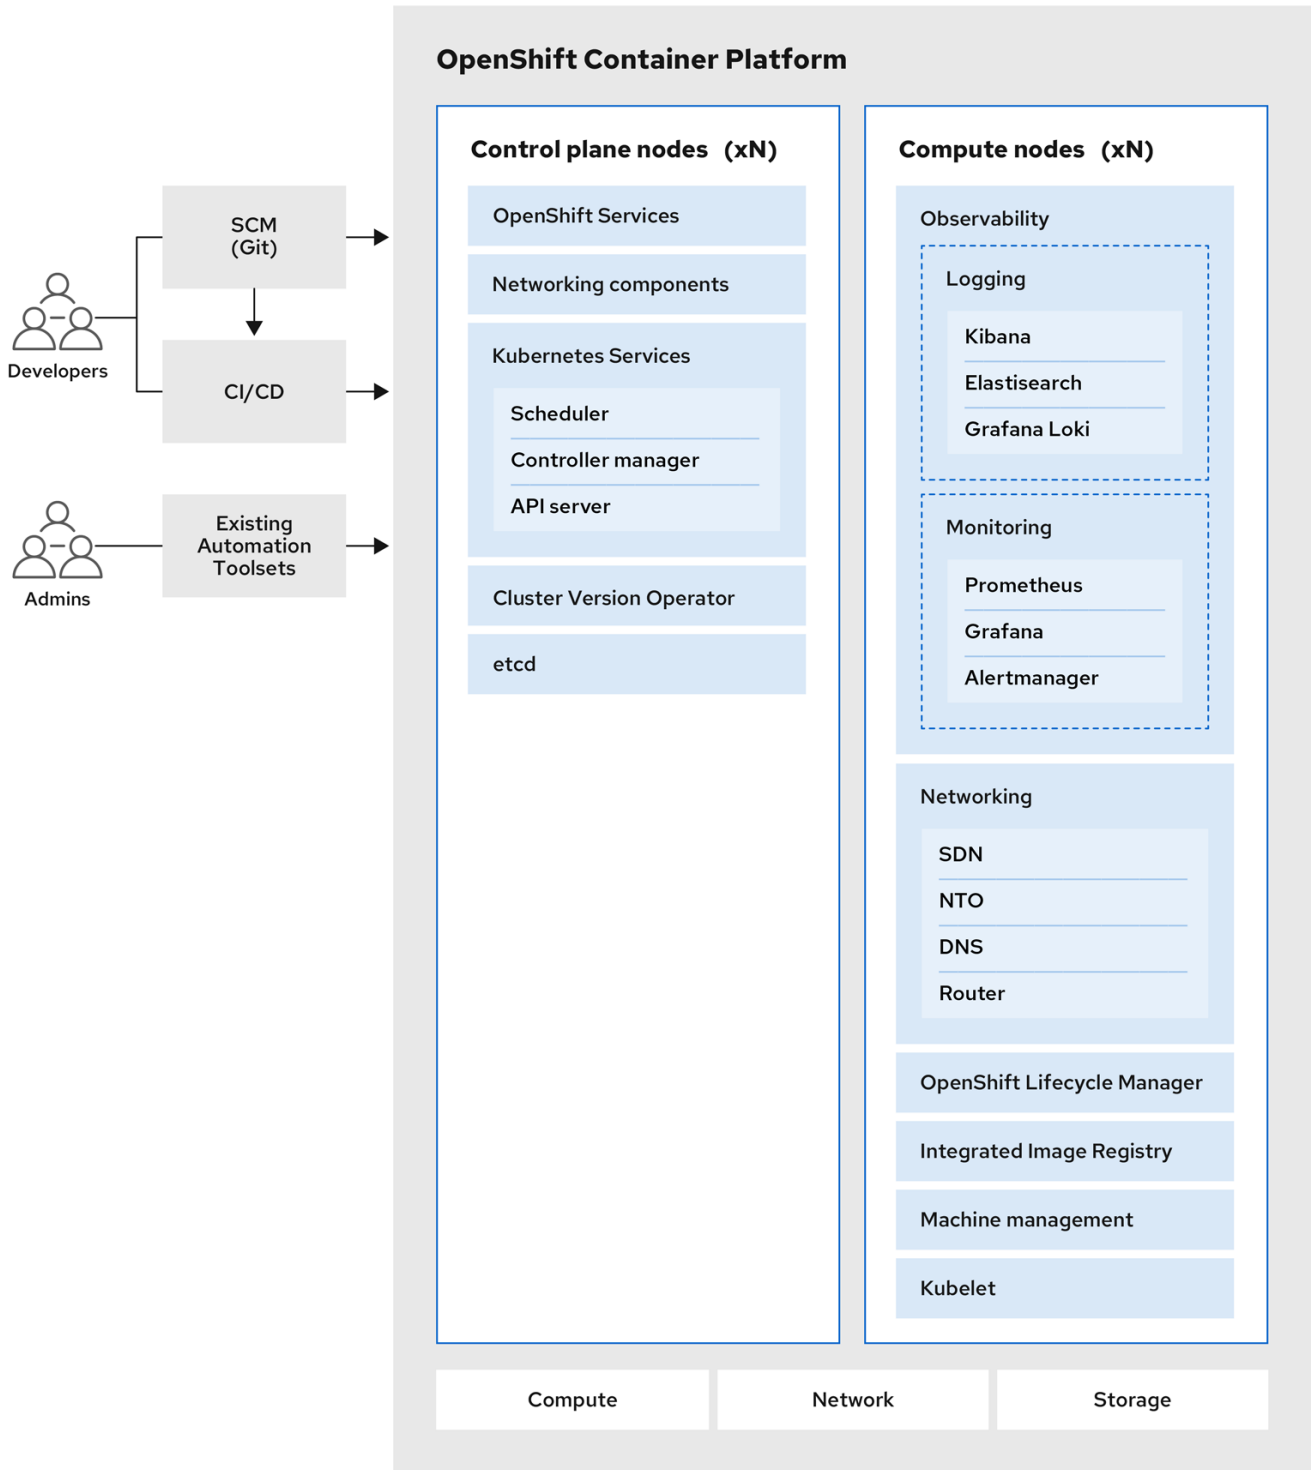 OpenShift Container Platform
Control plane nodes (xN)
OpenShift Services
Networking components
Kubernetes Services
Scheduler
Controller manager
API server
Cluster Version Operator
etcd
Compute nodes (xN)
Observability
Logging
Kibana
Elastisearch
Grafana Loki
Monitoring
Prometheus
Grafana
Alertmanager
Networking
SDN
NTO
DNS
Router
OpenShift Lifecycle Manager
Integrated Image Registry
Machine management
Kubelet
Compute
Network
Storage
Developers
SCM
(Git)
CI/CD
Admins
Existing
Automation
Toolsets